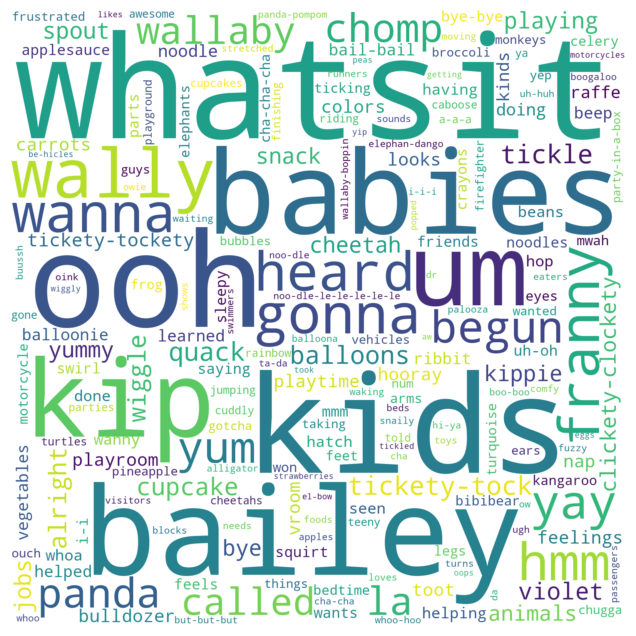 frustrated
likes
awesome
panda-pompom
bye-bye
playing
spout
wallaby
chomp
applesauce
stretched
noodle
bail-bail
moving
monkeys
celery
broccoli
ya
motorcycles
whatsit
cupcakes
peas
yep
boogaloo
runners
getting
kinds
raffe
parts
playground
elephants
cha-cha-cha
finishing
ticking
having
uh-huh
colors
caboose
doing
beep
riding
a-a-a
sounds
carrots
be-hicles
guys
snack
yip
elephan-dango
looks
crayons
firefighter
tickle
party-in-a-box
wally
owie
babies
wallaby-boppin
i-i-i
popped
beans
wanna
waiting
cheetah
friends
noodles
mwah
tickety-tockety
bubbles
buussh
oink
frog
shows
sleepy
swimmers
noo-dle
heard
um
dr
hop
eaters
gone
wiggly
ooh
noo-dle-le-le-le-le-le
eyes
balloonie
learned
gonna
vehicles
palooza
wanted
begun
franny
clickety-clockety
motorcycle
yummy
wiggle
quack
balloona
rainbow
ta-da
balloons
aw
ribbit
uh-oh
swirl
saying
took
playtime
hooray
kippie
parties
kip
jumping
waking
num
boo-boo
comfy
done
cuddly
mmm
beds
arms
kids
turtles
wanny
gotcha
taking
snaily
told
hi-ya
toys
turquoise
yum
hatch
tickled
cha
ears
fuzzy
eggs
playroom
alligator
won
feet
nap
pineapple
strawberries
kangaroo
vegetables
alright
visitors
cupcake
cheetahs
el-bow
seen
tickety-tock
bibibear
ow
yay
bailey
blocks
needs
vroom
foods
teeny
ugh
feelings
i-i
whoa
bye
apples
legs
turns
hmm
passengers
ouch
helped
squirt
loves
oops
jobs
feels
things
bedtime
toot
violet
panda
called
cha-cha
wants
la
helping
da
animals
chugga
whoo
bulldozer
but-but-but
whoo-hoo